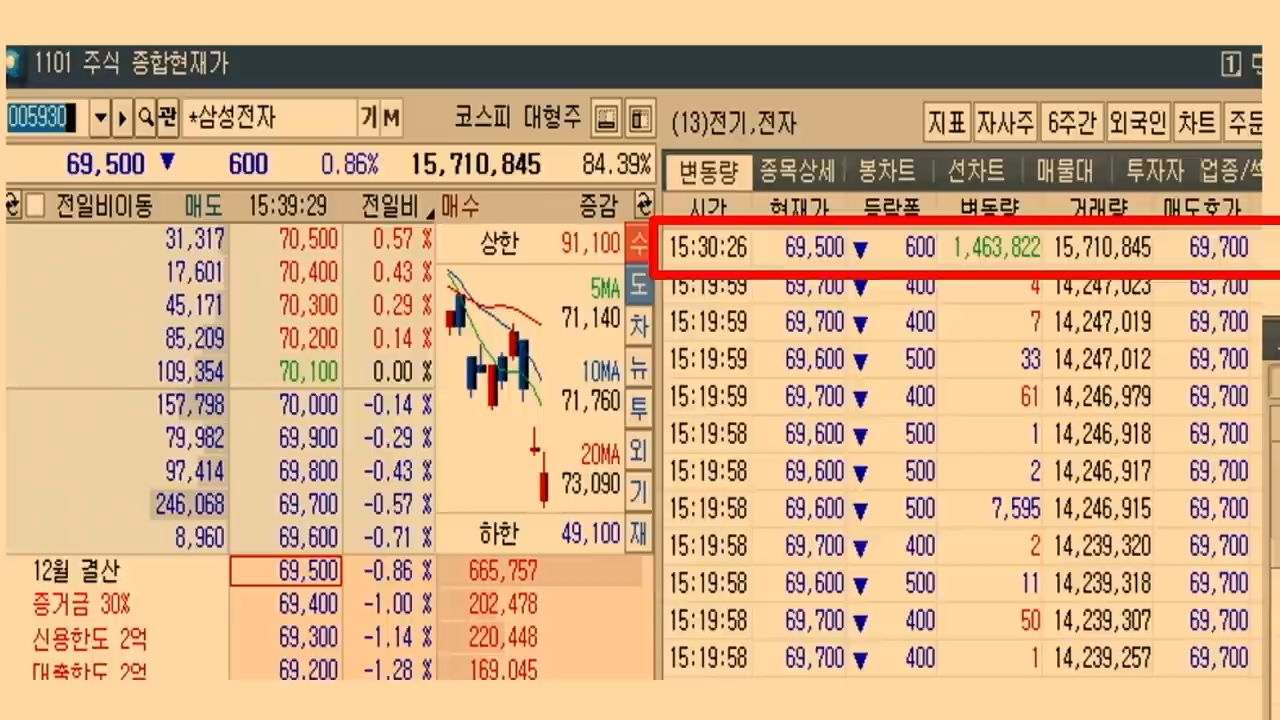 1101 주식 종합현재가
1
005930 관 *삼성전자 기 M 코스피 대형주 (13)전기,전자 지표 자사주 6주간 외국인 차트
69,500 ▼ 600 0.86% 15,710,845 84.39%
변동량 종목상세 봉차트 선차트 매물대 투자자
전일비이동 매도 15:39:29 전일비 매수 증감
시간 현재가 등락폭 변동량 거래량 매도호가
31,317 70,500 0.57 %
17,601 70,400 0.43 %
45,171 70,300 0.29 %
85,209 70,200 0.14 %
109,354 70,100 0.00 %
157,798 70,000 -0.14 %
79,982 69,900 -0.29 %
97,414 69,800 -0.43 %
246,068 69,700 -0.57 %
8,960 69,600 -0.71 %
상한 91,100
5MA
71,140
10MA
71,760
20MA
73,090
하한 49,100
수
도
차
뉴
투
외
기
재
12월 결산 69,500 -0.86 % 665,757
증거금 30% 69,400 -1.00 % 202,478
신용한도 2억 69,300 -1.14 % 220,448
대출한도 2억 69,200 -1.28 % 169,045
15:30:26 69,500 ▼ 600 1,463,822 15,710,845 69,700
15:19:59 69,700 ▼ 400 4 14,247,023 69,700
15:19:59 69,700 ▼ 400 7 14,247,019 69,700
15:19:59 69,600 ▼ 500 33 14,247,012 69,700
15:19:59 69,700 ▼ 400 61 14,246,979 69,700
15:19:58 69,600 ▼ 500 1 14,246,918 69,700
15:19:58 69,600 ▼ 500 2 14,246,917 69,700
15:19:58 69,600 ▼ 500 7,595 14,246,915 69,700
15:19:58 69,700 ▼ 400 2 14,239,320 69,700
15:19:58 69,600 ▼ 500 11 14,239,318 69,700
15:19:58 69,700 ▼ 400 50 14,239,307 69,700
15:19:58 69,700 ▼ 400 1 14,239,257 69,700